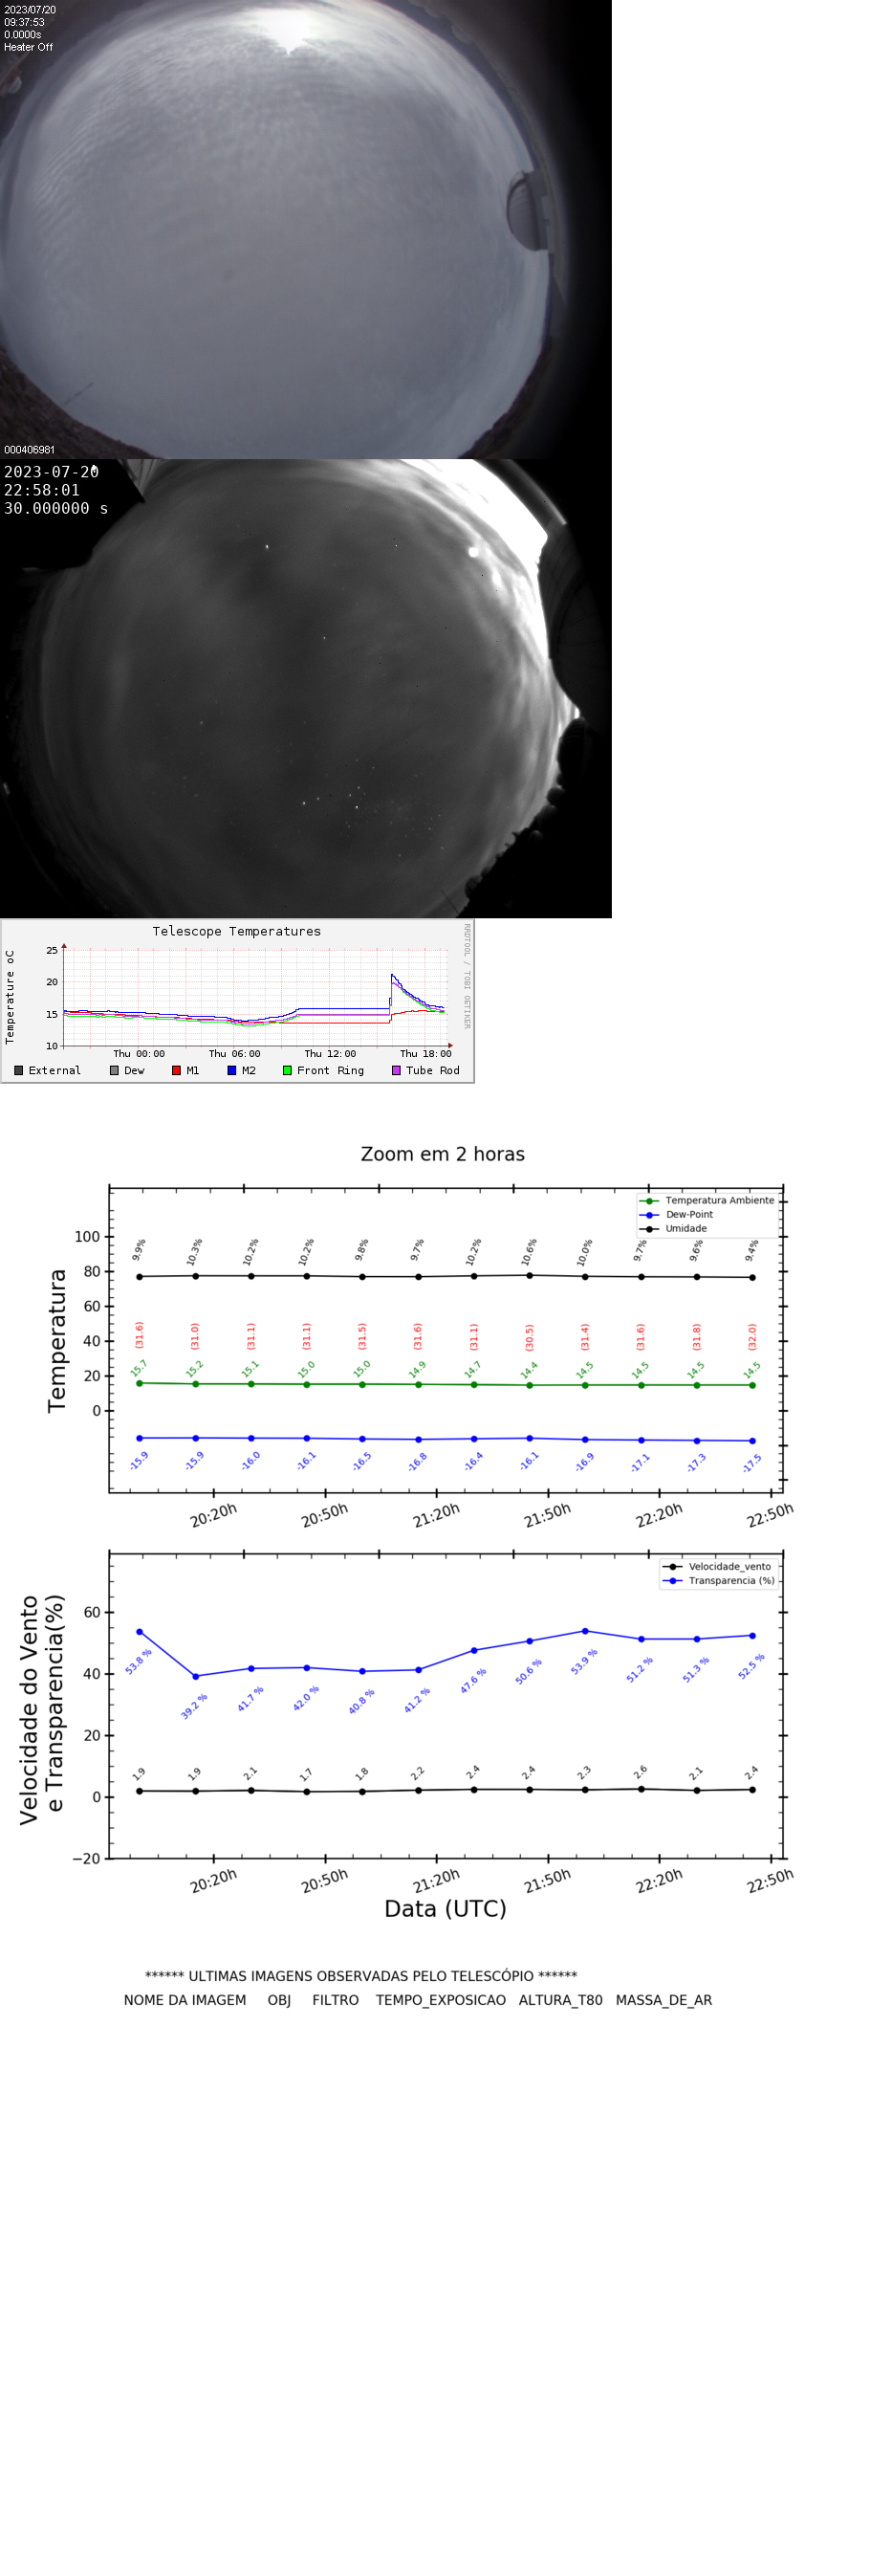 2023/07/20
09:37:53
0.0000s
Heater Off
000406981
2023-07-20
22:58:01
30.000000 s
Telescope Temperatures
RRDTOOL / TOBI OETIKER
Temperature oC
25
20
15
10
Thu 00:00 Thu 06:00 Thu 12:00 Thu 18:00
External Dew M1 M2 Front Ring Tube Rod
Zoom em 2 horas
Temperatura Ambiente
Dew-Point
Umidade
Temperatura
100
80
60
40
20
0
9.9% 10.3% 10.2% 10.2% 9.8% 9.7% 10.2% 10.6% 10.0% 9.7% 9.6% 9.4%
(31.6) (31.0) (31.1) (31.1) (31.5) (31.6) (31.1) (30.5) (31.4) (31.6) (31.8) (32.0)
15.7 15.2 15.1 15.0 15.0 14.9 14.7 14.4 14.5 14.5 14.5 14.5
-15.9 -15.9 -16.0 -16.1 -16.5 -16.8 -16.4 -16.1 -16.9 -17.1 -17.3 -17.5
20:20h 20:50h 21:20h 21:50h 22:20h 22:50h
Velocidade_vento
Transparencia (%)
Velocidade do Vento
e Transparencia(%)
60
40
20
0
−20
53.8 % 39.2 % 41.7 % 42.0 % 40.8 % 41.2 % 47.6 % 50.6 % 53.9 % 51.2 % 51.3 % 52.5 %
1.9 1.9 2.1 1.7 1.8 2.2 2.4 2.4 2.3 2.6 2.1 2.4
20:20h 20:50h 21:20h 21:50h 22:20h 22:50h
Data (UTC)
****** ULTIMAS IMAGENS OBSERVADAS PELO TELESCÓPIO ******
NOME DA IMAGEM OBJ FILTRO TEMPO_EXPOSICAO ALTURA_T80 MASSA_DE_AR